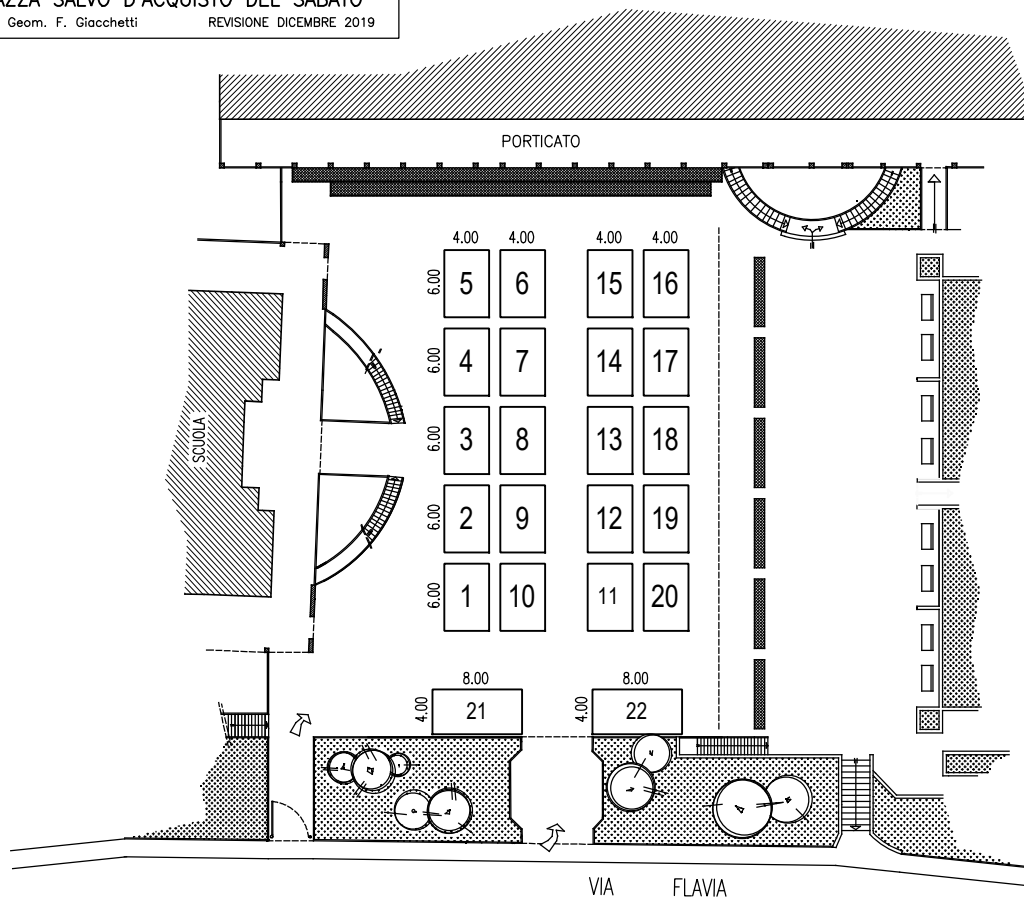 SALVO D'ACQUISTO DEL SABATO
Geom. F. Giacchetti REVISIONE DICEMBRE 2019
PORTICATO
4.00 4.00 4.00 4.00
6.00 5 6 15 16
6.00 4 7 14 17
SCUOLA
6.00 3 8 13 18
6.00 2 9 12 19
6.00 1 10 11 20
8.00 8.00
4.00 21 4.00 22
VIA FLAVIA